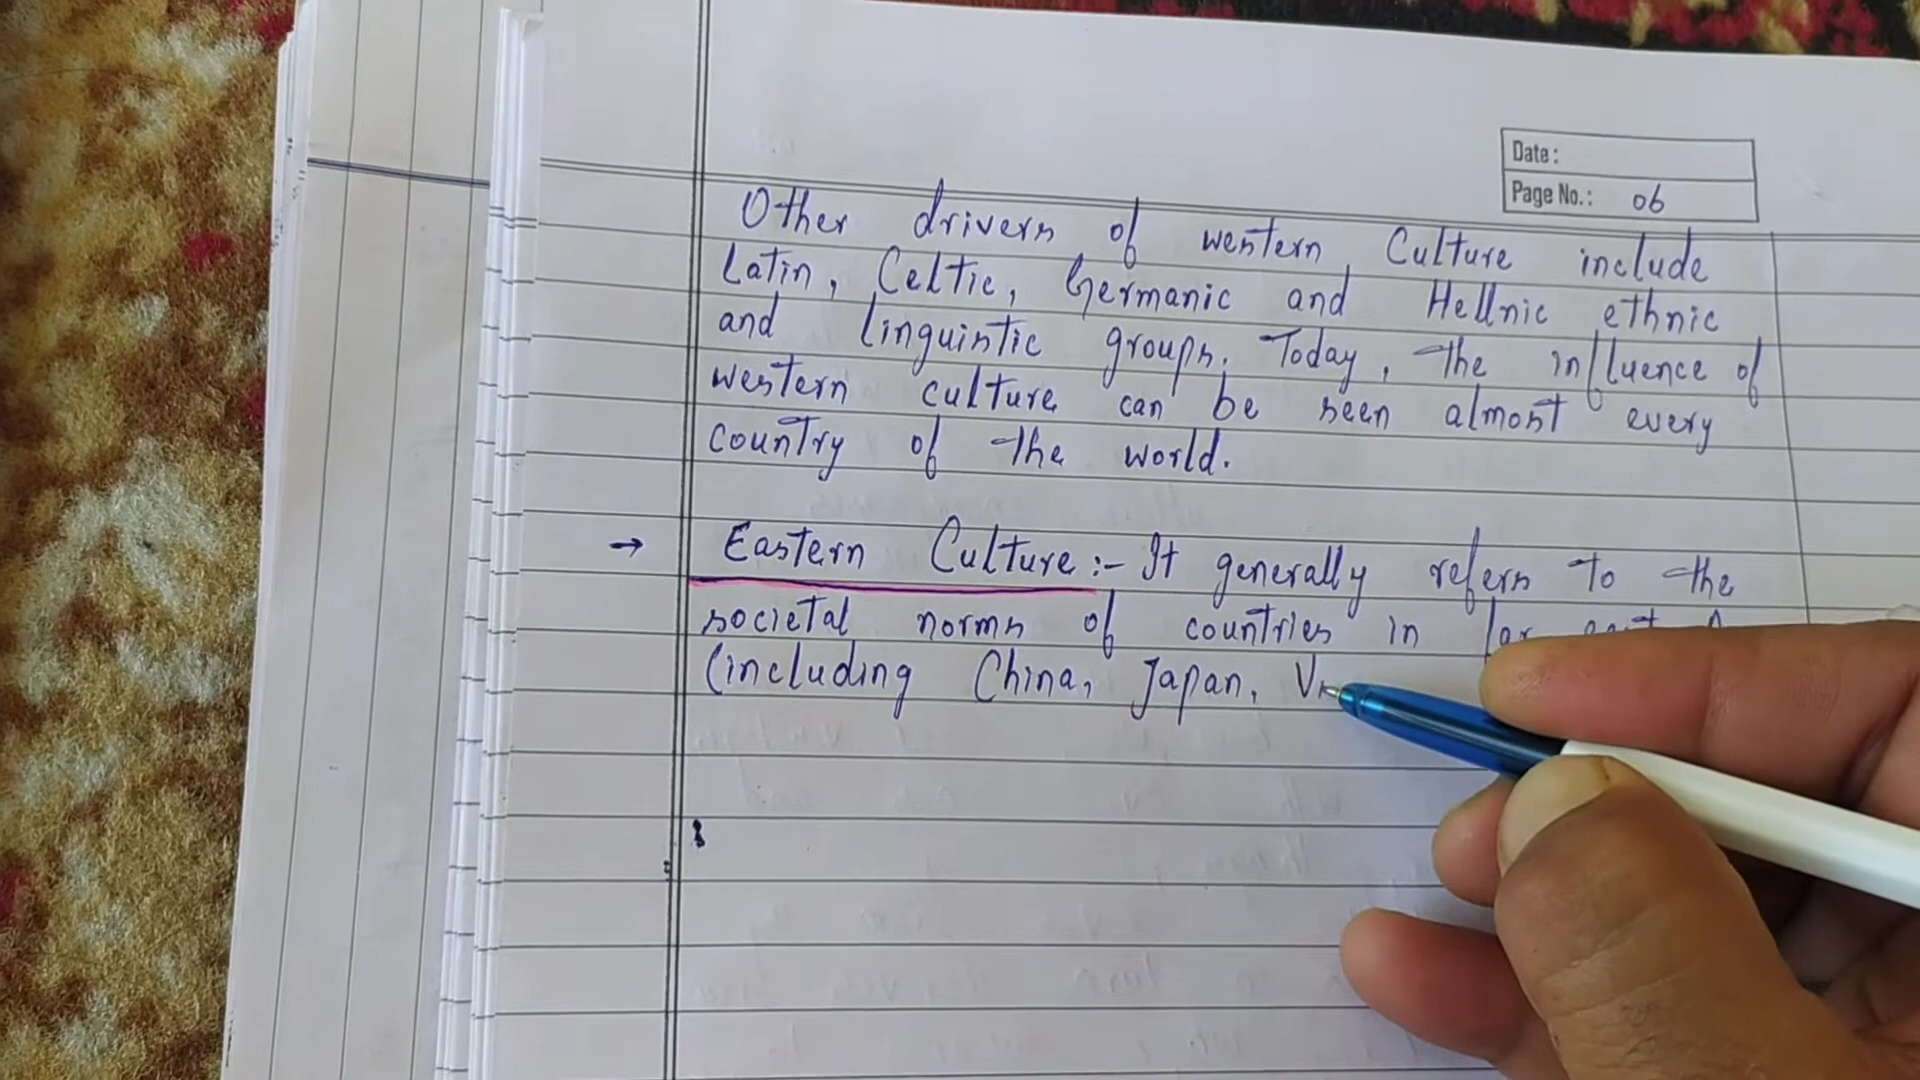 Date:
Page No.: 06
Other drivers of western Culture include
Latin, Celtic, Germanic and Hellnic ethnic
and linguistic groups. Today, the influence of
western culture can be seen almost every
country of the world.
→ Eastern Culture :- It generally refers to the
societal norms of countries in far east
(including China, Japan,